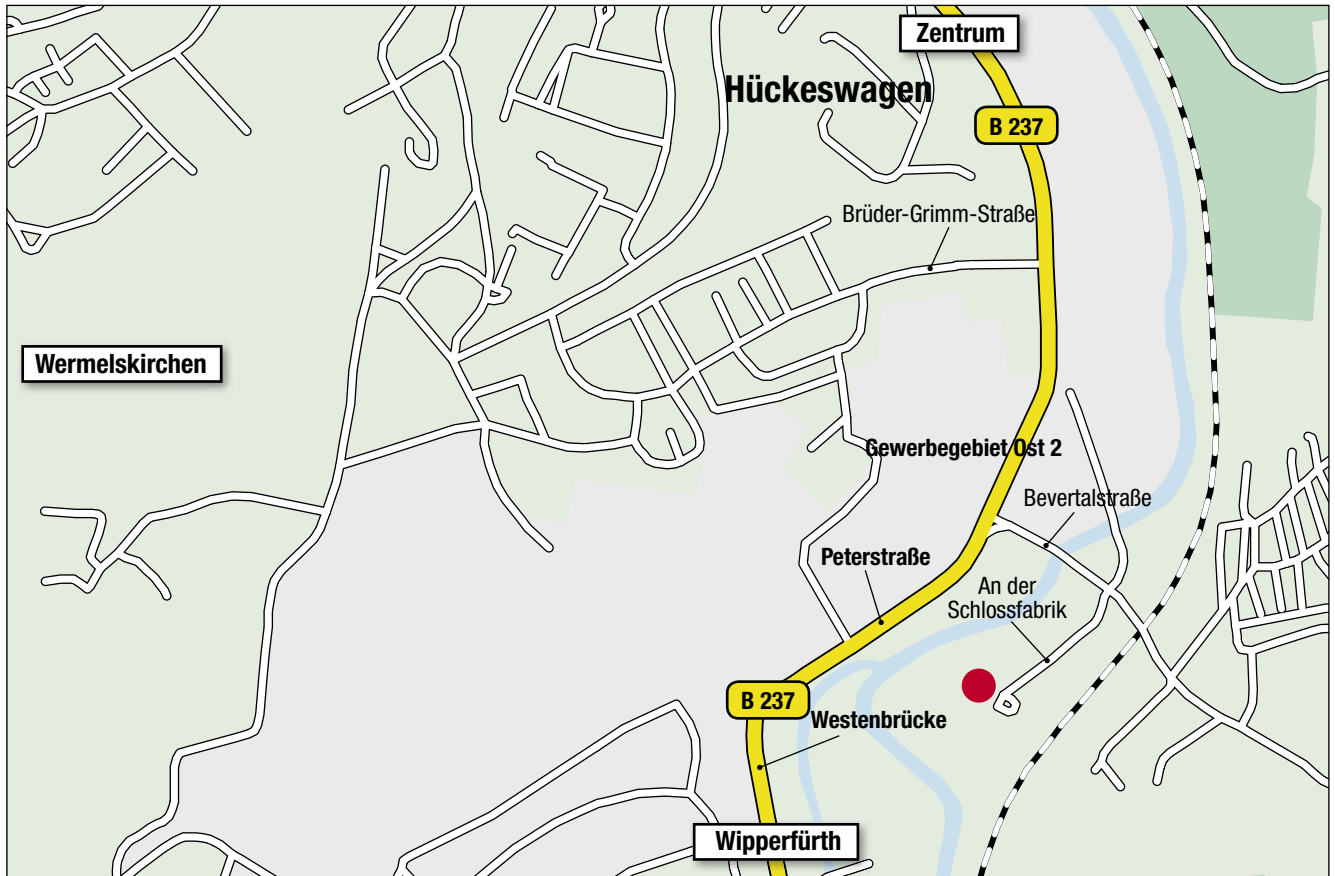 Zentrum
Hückeswagen
B 237
Brüder-Grimm-Straße
Wermelskirchen
Gewerbegebiet Ost 2
Bevertalstraße
Peterstraße
An der
Schlossfabrik
B 237
Westenbrücke
Wipperfürth